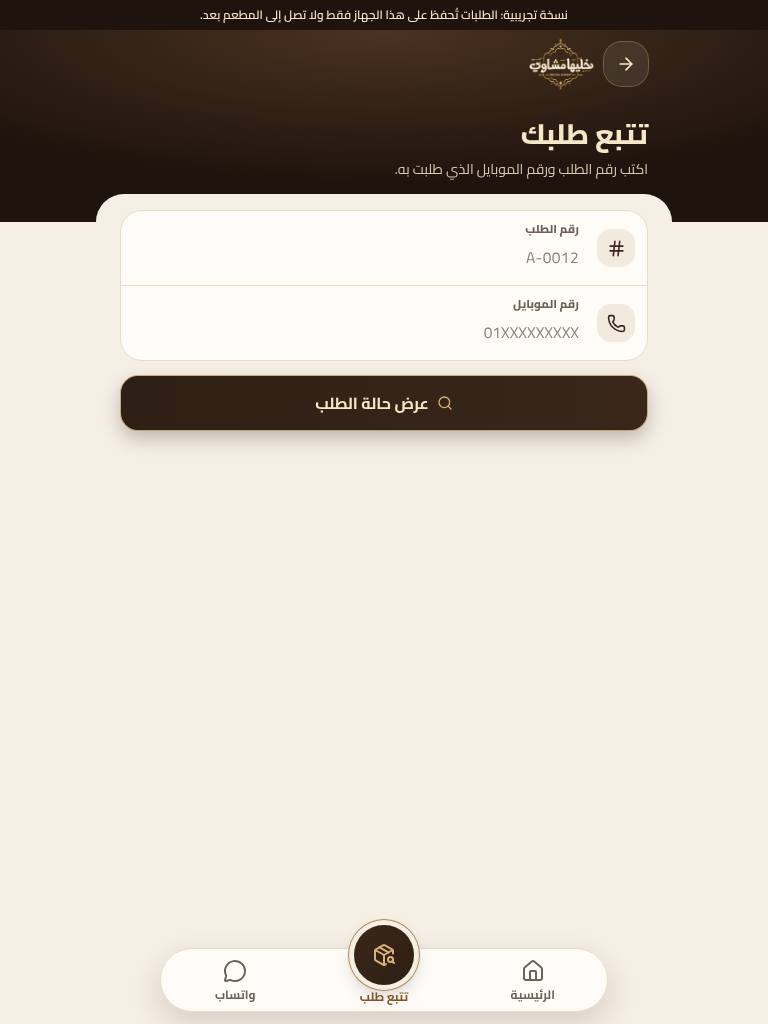 نسخة تجريبية: الطلبات تُحفظ على هذا الجهاز فقط ولا تصل إلى المطعم بعد.
خليها مشاوي
تتبع طلبك
اكتب رقم الطلب ورقم الموبايل الذي طلبت به.
رقم الطلب
A-0012
رقم الموبايل
01XXXXXXXXX
عرض حالة الطلب
الرئيسية
تتبع طلب
واتساب